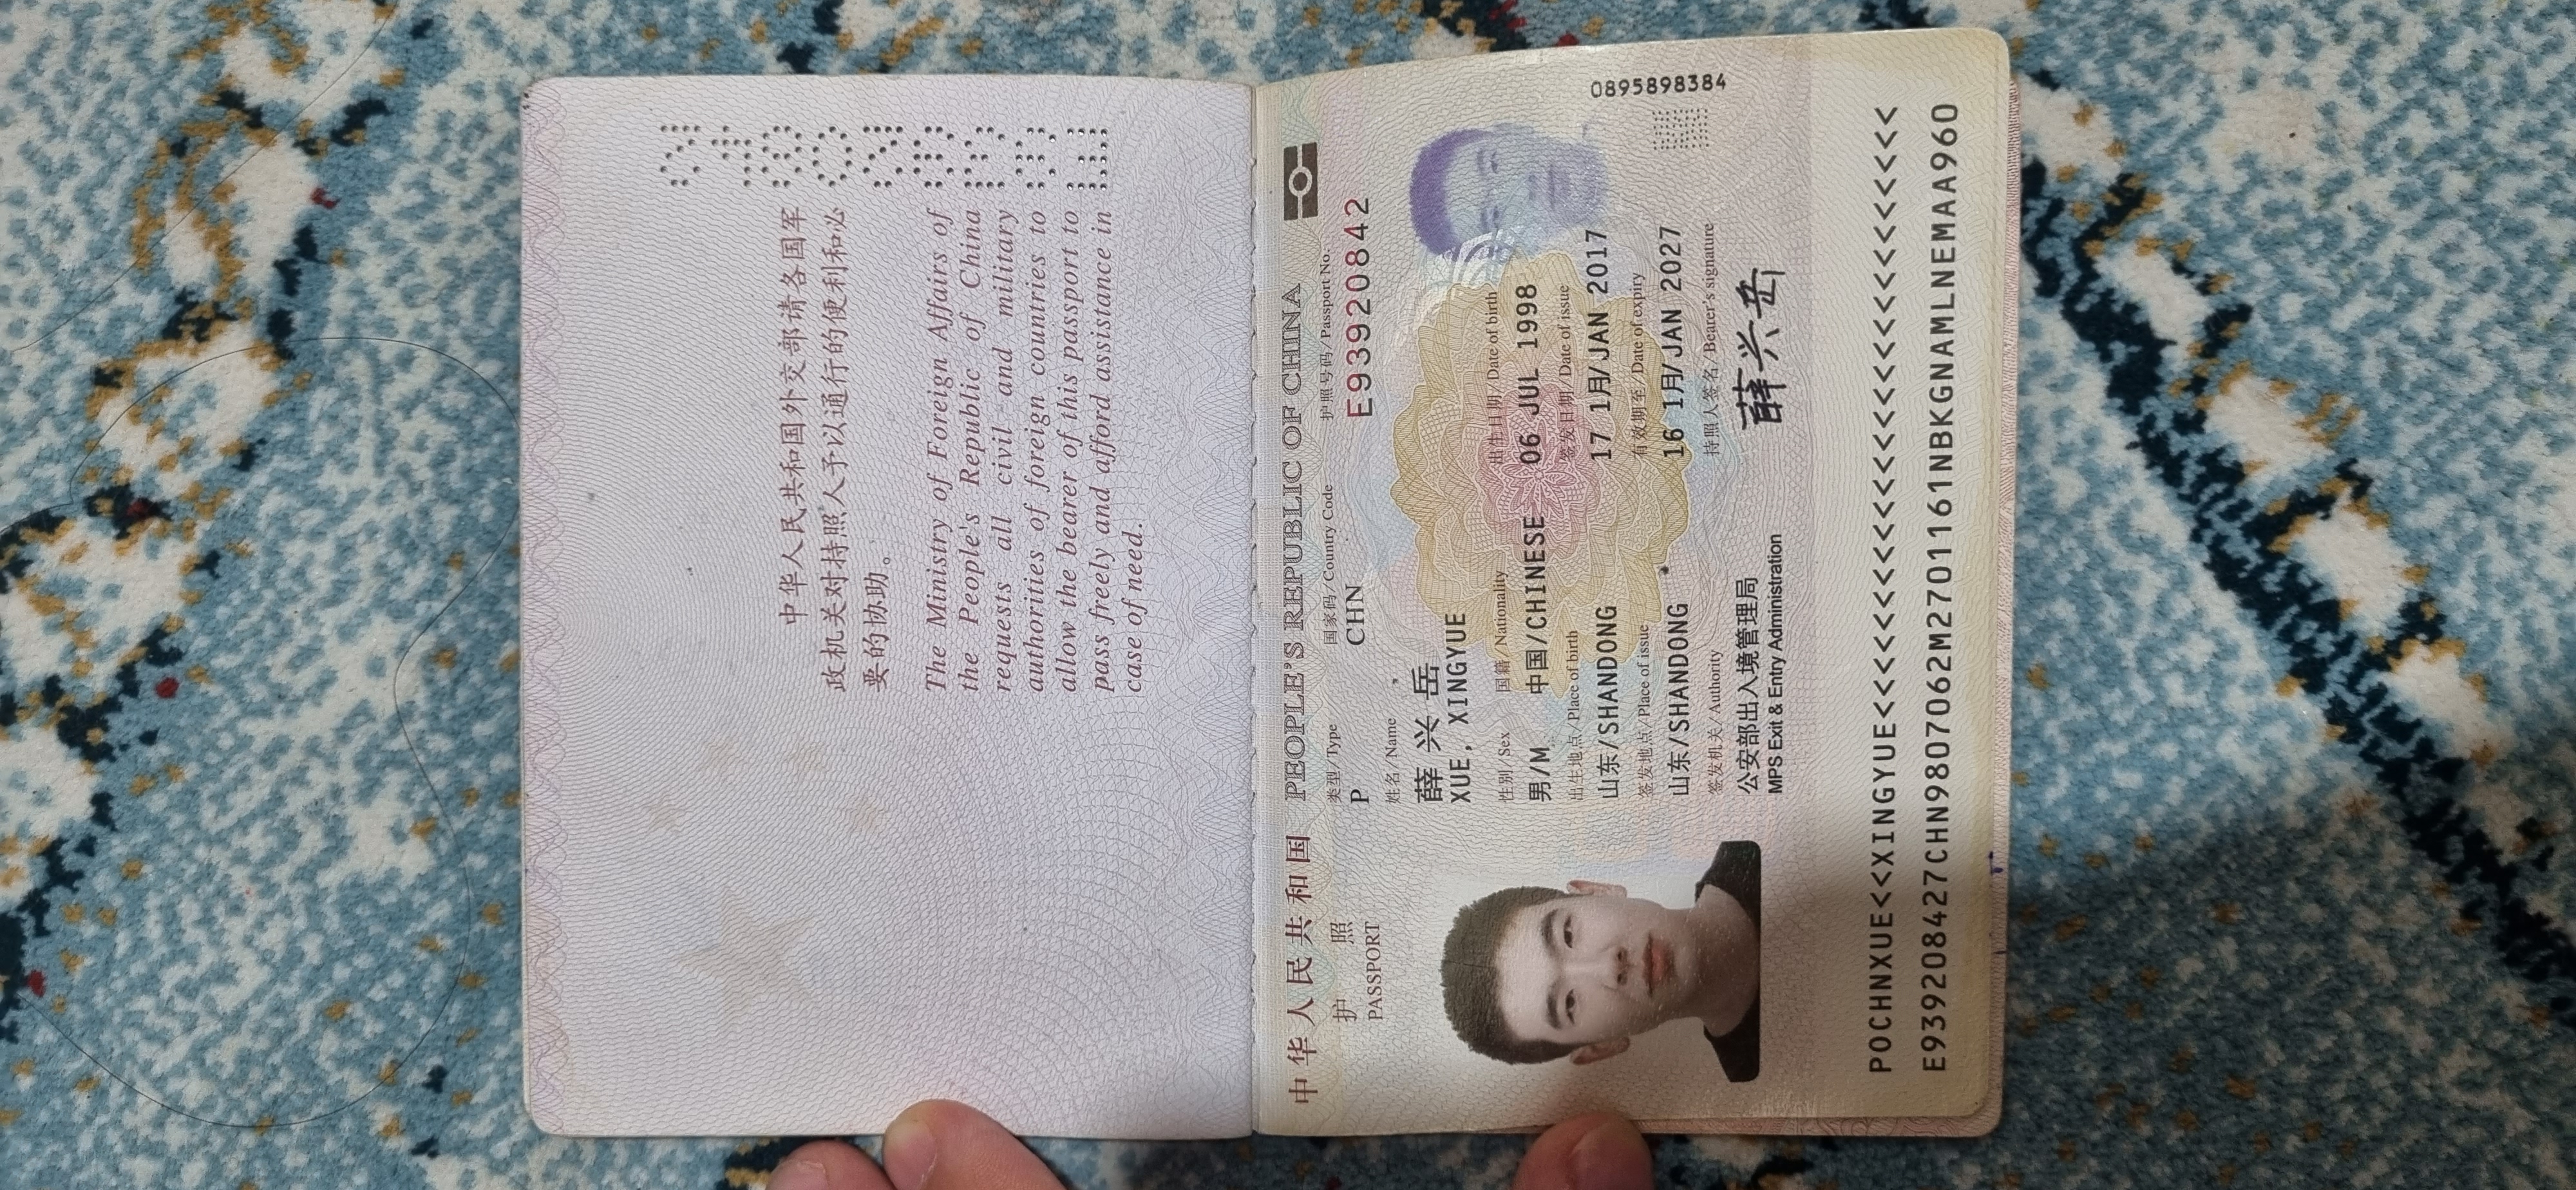 中华人民共和国外交部请各国军
政机关对持照人予以通行的便利和必
要的协助。
The Ministry of Foreign Affairs of
the People's Republic of China
requests all civil and military
authorities of foreign countries to
allow the bearer of this passport to
pass freely and afford assistance in
case of need.
E93920842
中华人民共和国 PEOPLE'S REPUBLIC OF CHINA
护 照
PASSPORT
类型/Type 国家码/Country Code 护照号码/Passport No.
P CHN E93920842
姓名/Name
薛兴岳
XUE, XINGYUE
性别/Sex 国籍/Nationality 出生日期/Date of birth
男/M 中国/CHINESE 06 JUL 1998
出生地点/Place of birth 签发日期/Date of issue
山东/SHANDONG 17 1月/JAN 2017
签发地点/Place of issue 有效期至/Date of expiry
山东/SHANDONG 16 1月/JAN 2027
签发机关/Authority 持照人签名/Bearer's signature
公安部出入境管理局
MPS Exit & Entry Administration
薛兴岳
0895898384
POCHNXUE<<XINGYUE<<<<<<<<<<<<<<<<<<<<<<<<<<<
E939208427CHN9807062M2701161NBKGNAMLNEMAA960